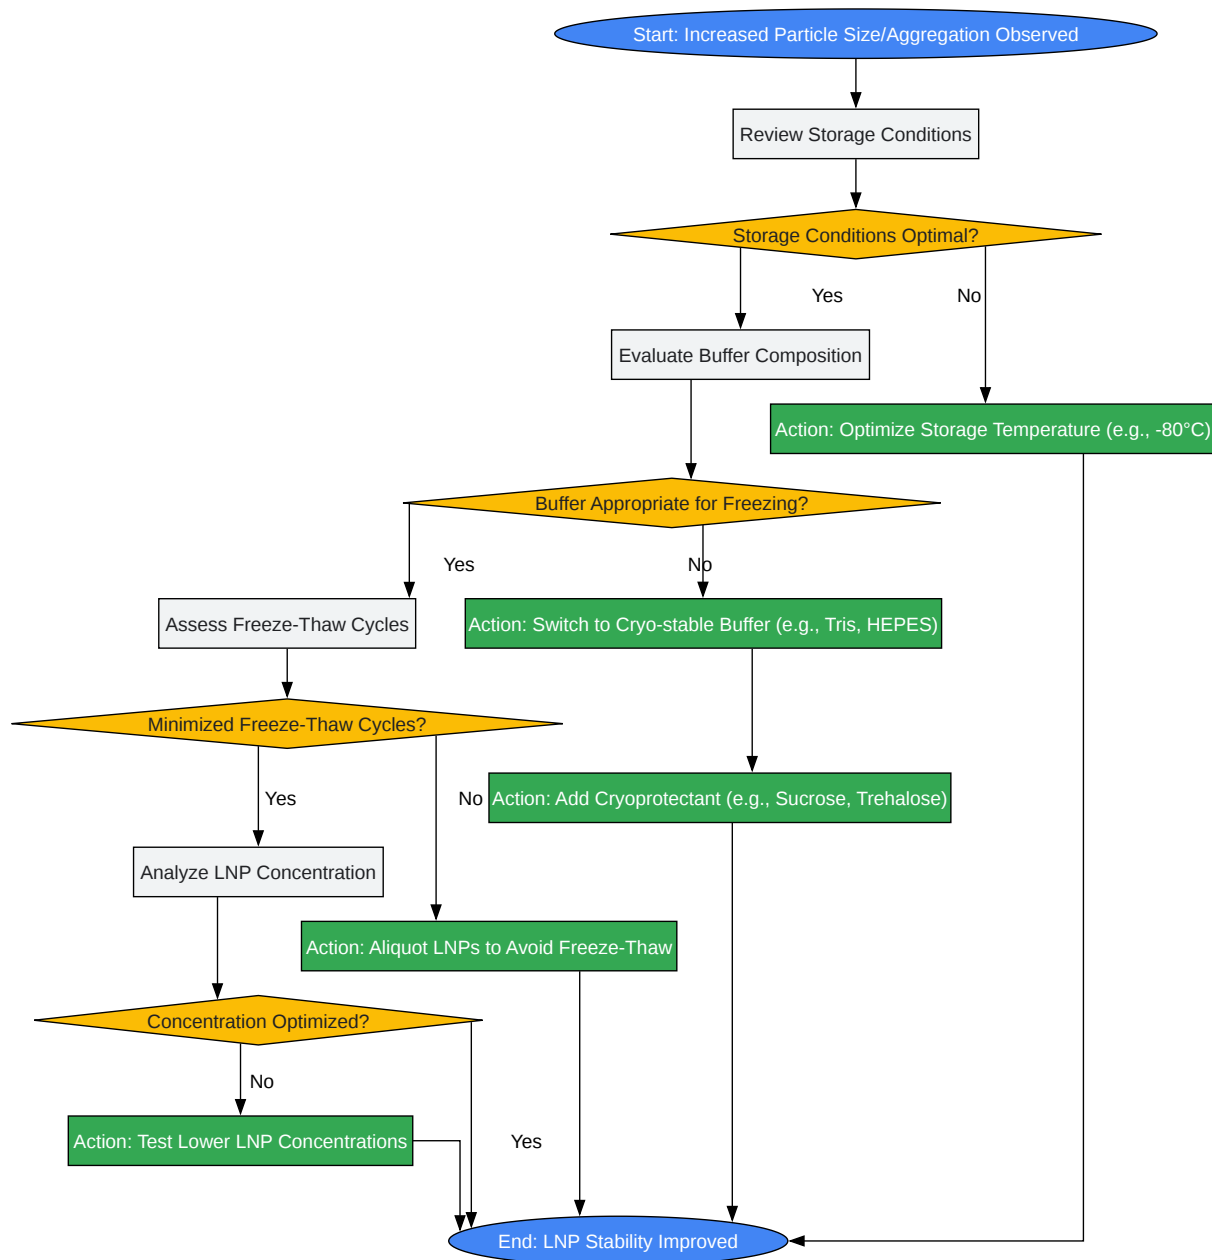 Start: Increased Particle Size/Aggregation Observed
Review Storage Conditions
Storage Conditions Optimal?
Yes
No
Evaluate Buffer Composition
Action: Optimize Storage Temperature (e.g., -80°C)
Buffer Appropriate for Freezing?
Yes
No
Assess Freeze-Thaw Cycles
Action: Switch to Cryo-stable Buffer (e.g., Tris, HEPES)
Minimized Freeze-Thaw Cycles?
Yes
No
Action: Add Cryoprotectant (e.g., Sucrose, Trehalose)
Analyze LNP Concentration
Action: Aliquot LNPs to Avoid Freeze-Thaw
Concentration Optimized?
No
Action: Test Lower LNP Concentrations
Yes
End: LNP Stability Improved